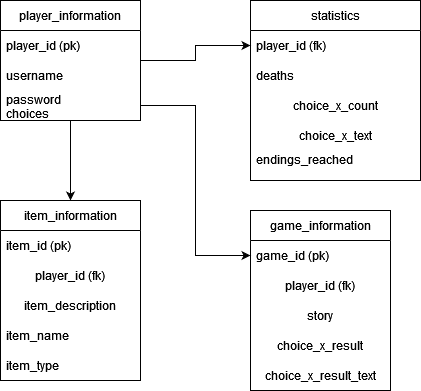 player_information
player_id (pk)
username
password
choices
statistics
player_id (fk)
deaths
choice_x_count
choice_x_text
endings_reached
item_information
item_id (pk)
player_id (fk)
item_description
item_name
item_type
game_information
game_id (pk)
player_id (fk)
story
choice_x_result
choice_x_result_text